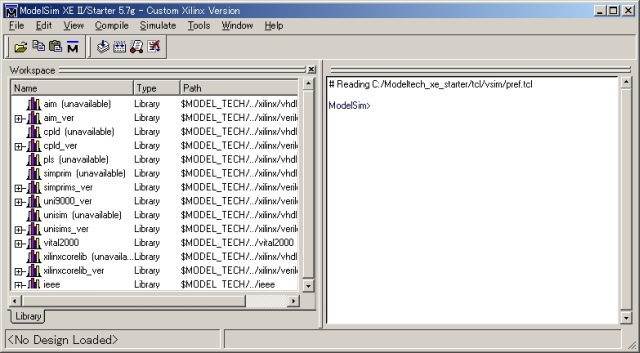 ModelSim XE II/Starter 5.7g - Custom Xilinx Version
File Edit View Compile Simulate Tools Window Help
Workspace
Name Type Path
aim (unavailable) Library $MODEL_TECH/../xilinx/vhdl
aim_ver Library $MODEL_TECH/../xilinx/veril
cpld (unavailable) Library $MODEL_TECH/../xilinx/vhdl
cpld_ver Library $MODEL_TECH/../xilinx/veril
pls (unavailable) Library $MODEL_TECH/../xilinx/vhdl
simprim (unavailable) Library $MODEL_TECH/../xilinx/vhdl
simprims_ver Library $MODEL_TECH/../xilinx/veril
uni9000_ver Library $MODEL_TECH/../xilinx/veril
unisim (unavailable) Library $MODEL_TECH/../xilinx/vhdl
unisims_ver Library $MODEL_TECH/../xilinx/veril
vital2000 Library $MODEL_TECH/../vital2000
xilinxcorelib (unavaila... Library $MODEL_TECH/../xilinx/vhdl
xilinxcorelib_ver Library $MODEL_TECH/../xilinx/veril
ieee Library $MODEL_TECH/../ieee
Library
# Reading C:/Modeltech_xe_starter/tcl/vsim/pref.tcl
ModelSim>
<No Design Loaded>